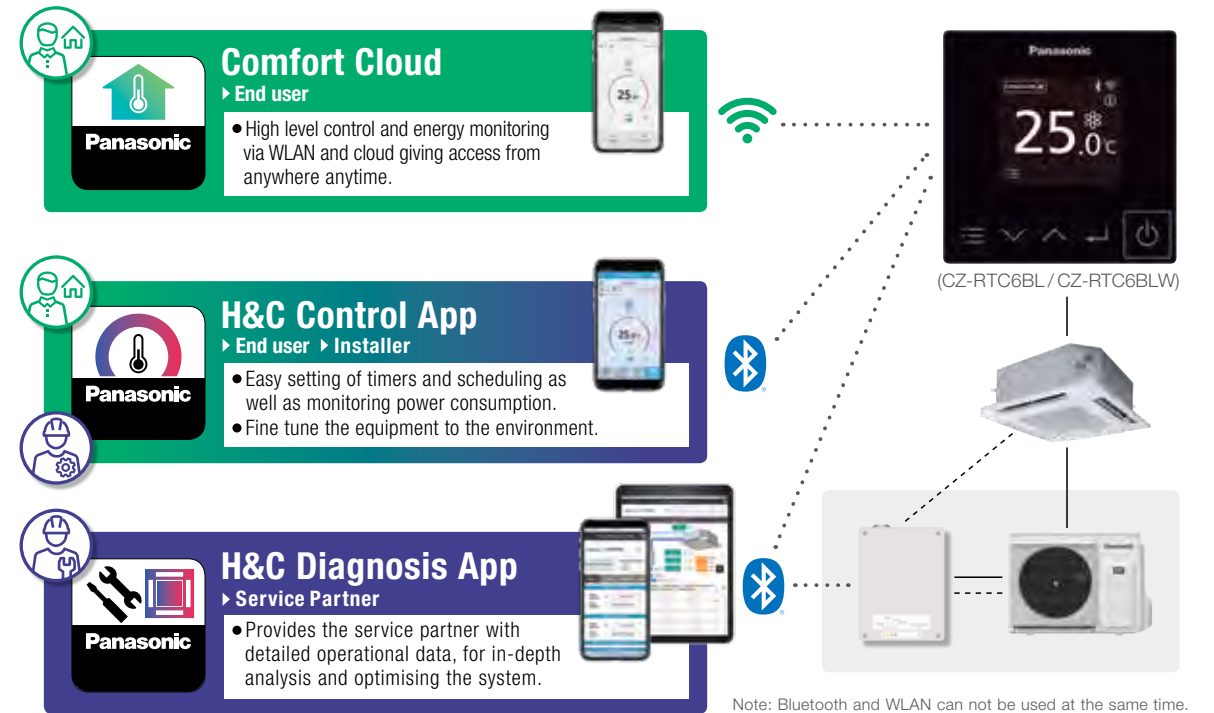 Comfort Cloud
End user
Panasonic
● High level control and energy monitoring
via WLAN and cloud giving access from
anywhere anytime.
25
Panasonic
25.0°c
(CZ-RTC6BL / CZ-RTC6BLW)
H&C Control App
End user Installer
Panasonic
● Easy setting of timers and scheduling as
well as monitoring power consumption.
● Fine tune the equipment to the environment.
25
H&C Diagnosis App
Service Partner
Panasonic
● Provides the service partner with
detailed operational data, for in-depth
analysis and optimising the system.
Panasonic
Note: Bluetooth and WLAN can not be used at the same time.